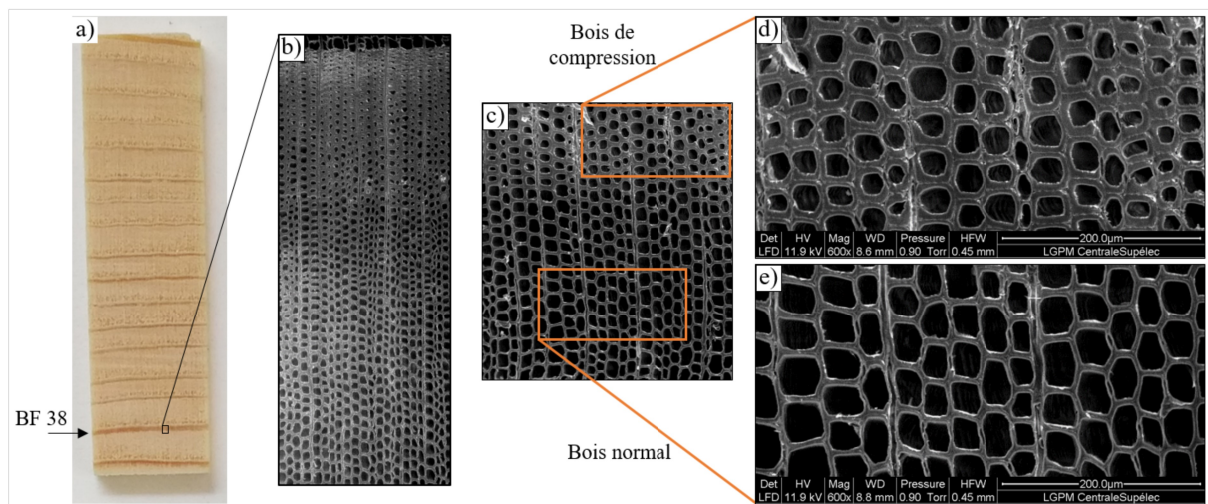 a)
BF 38
b)
Bois de
compression
c)
Bois normal
d)
Det HV Mag WD Pressure HFW 200.0µm
LFD 11.9 kV 600x 8.6 mm 0.90 Torr 0.45 mm LGPM CentraleSupélec
e)
Det HV Mag WD Pressure HFW 200.0µm
LFD 11.9 kV 600x 8.8 mm 0.90 Torr 0.45 mm LGPM CentraleSupélec